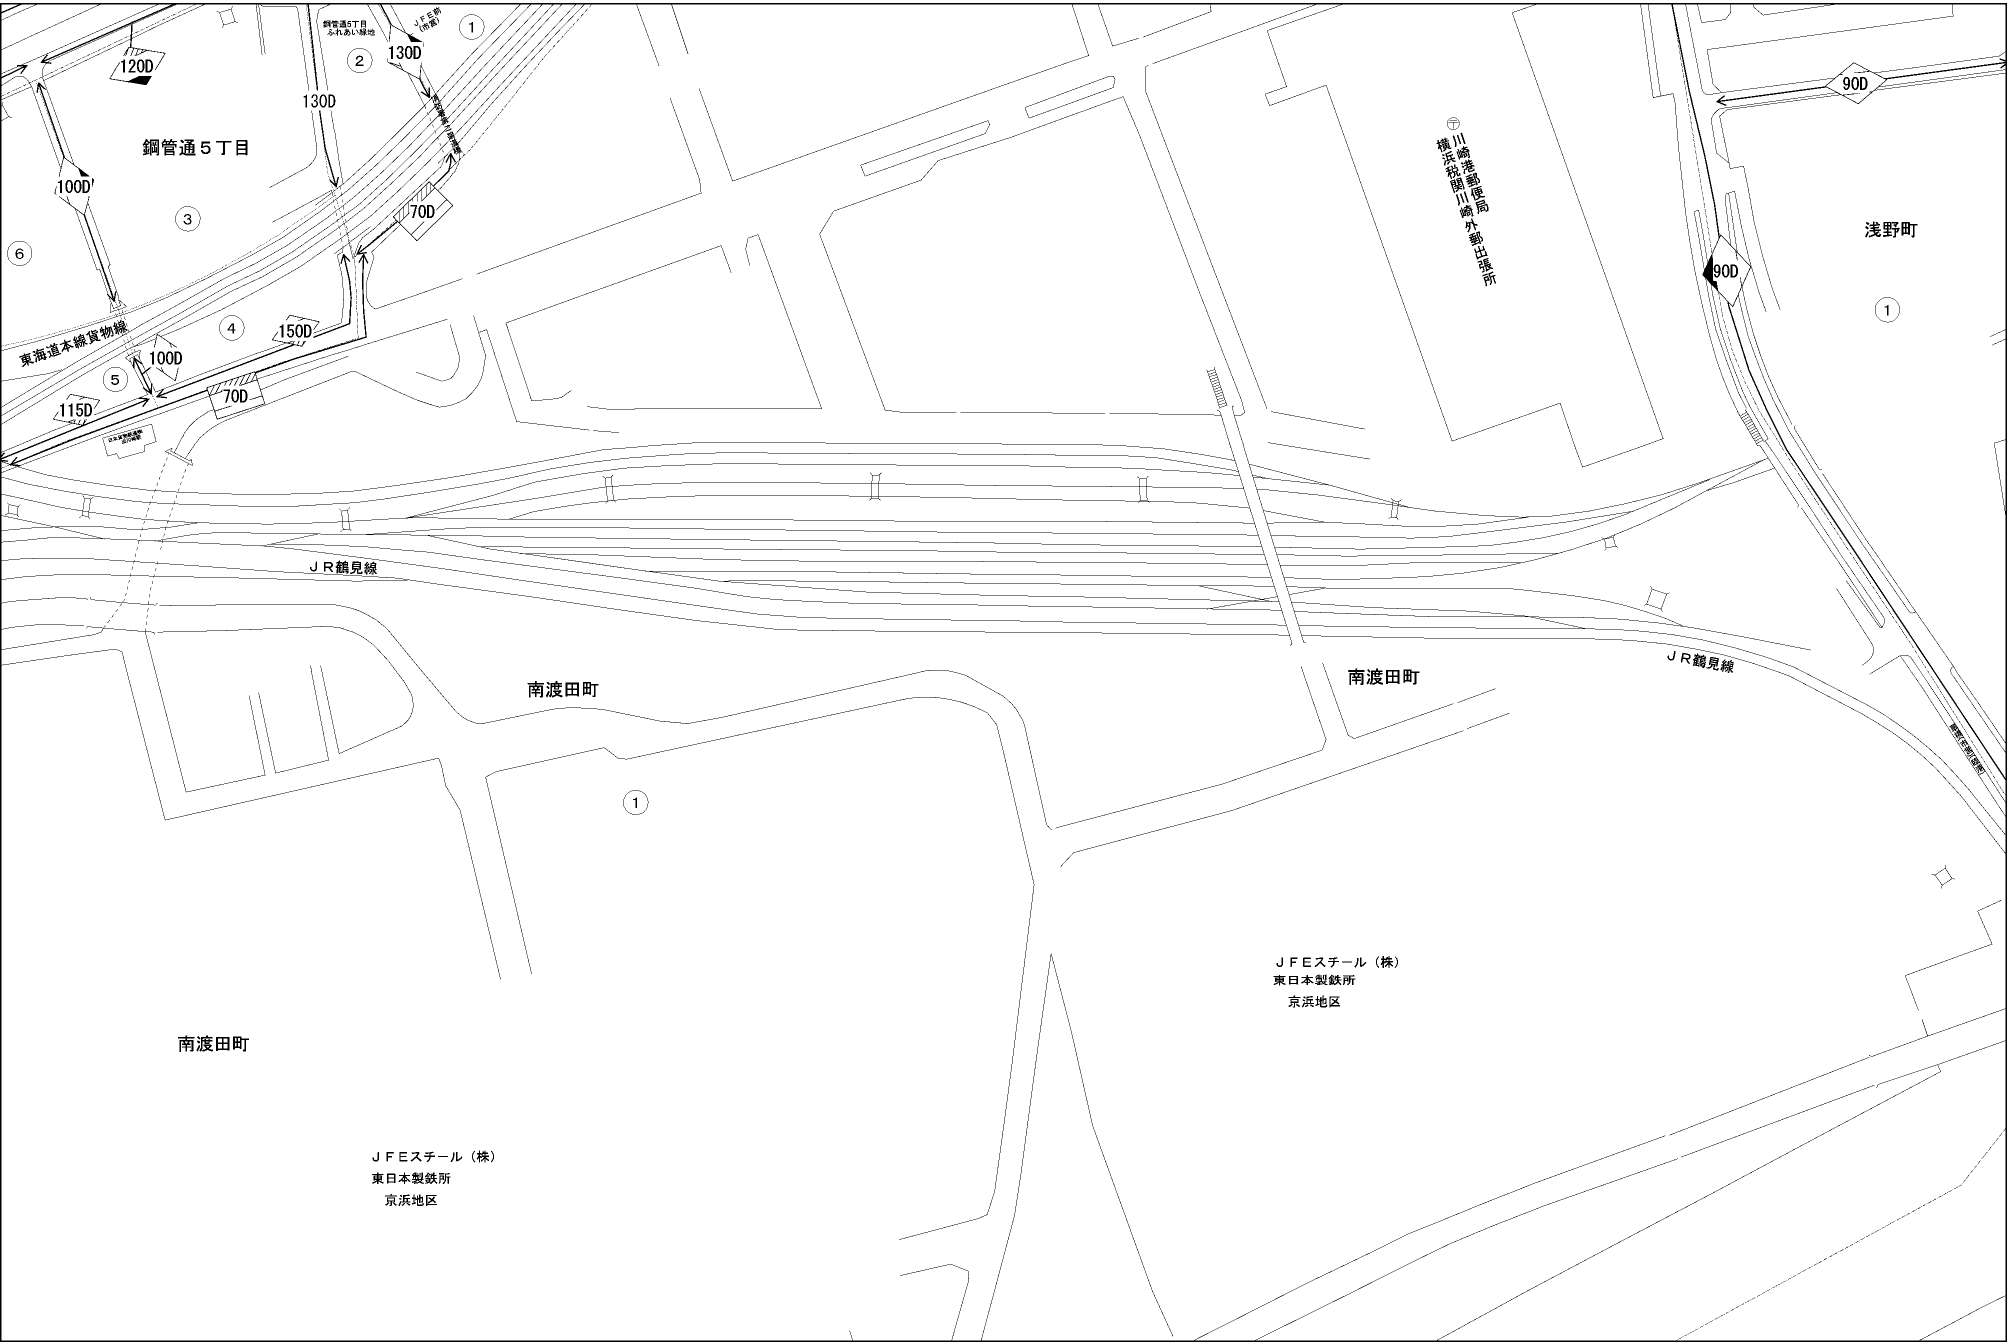 鋼管通5丁目
ふれあい緑地
JFE前
(市営)
①
②
130D
120D
130D
鋼管通５丁目
100D
③
70D
⑥
④
150D
東海道本線貨物線
100D
⑤
115D
70D
90D
〒
川崎港郵便局
横浜税関川崎外郵出張所
浅野町
90D
①
ＪＲ鶴見線
ＪＲ鶴見線
南渡田町
南渡田町
①
ＪＦＥスチール（株）
東日本製鉄所
京浜地区
南渡田町
ＪＦＥスチール（株）
東日本製鉄所
京浜地区